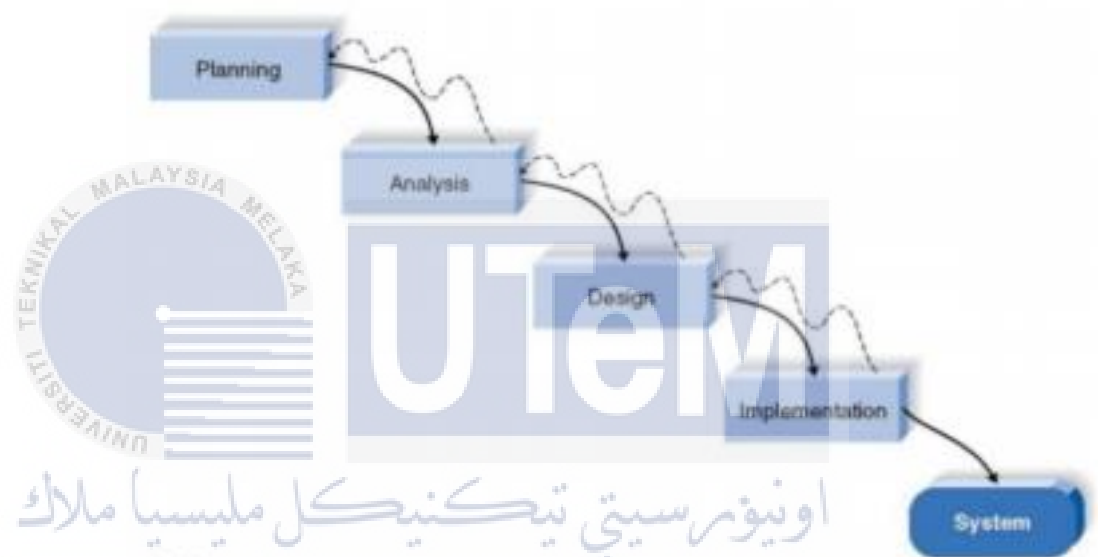 Planning
Analysis
Design
Implementation
System
UNIVERSITI TEKNIKAL MALAYSIA MELAKA
UTeM
اونيۏرسيتي تيكنيكل مليسيا ملاك